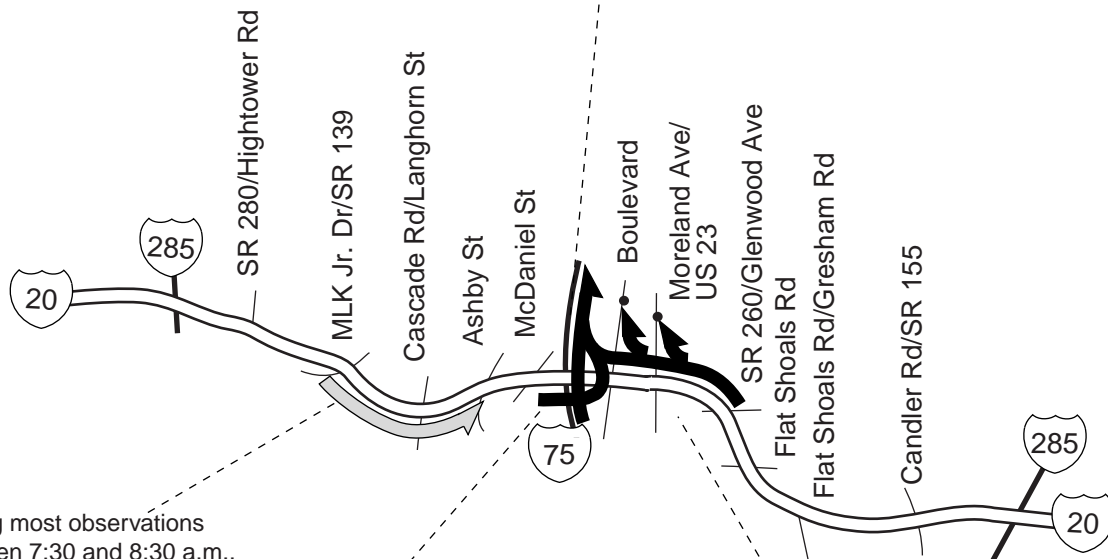 SR 280/Hightower Rd
MLK Jr. Dr/SR 139
Cascade Rd/Langhorn St
Ashby St
McDaniel St
Boulevard
Moreland Ave/
US 23
SR 260/Glenwood Ave
Flat Shoals Rd
Flat Shoals Rd/Gresham Rd
Candler Rd/SR 155
285
20
75
285
20
most observations
7:30 and 8:30 a.m.,